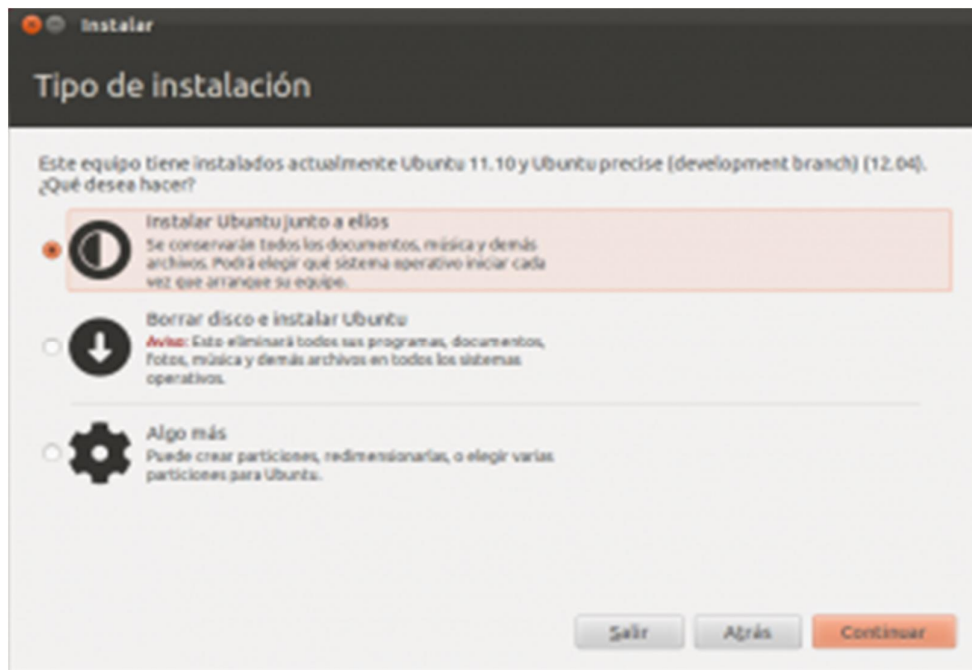 Instalar
Tipo de instalación
Este equipo tiene instalados actualmente Ubuntu 11.10 y Ubuntu precise (development branch) (12.04).
¿Qué desea hacer?
Instalar Ubuntu junto a ellos
Se conservarán todos los documentos, música y demás
archivos. Podrá elegir qué sistema operativo iniciar cada
vez que arranque su equipo.
Borrar disco e instalar Ubuntu
Aviso: Esto eliminará todos sus programas, documentos,
fotos, música y demás archivos en todos los sistemas
operativos.
Algo más
Puede crear particiones, redimensionarlas, o elegir varias
particiones para Ubuntu.
Salir
Atrás
Continuar